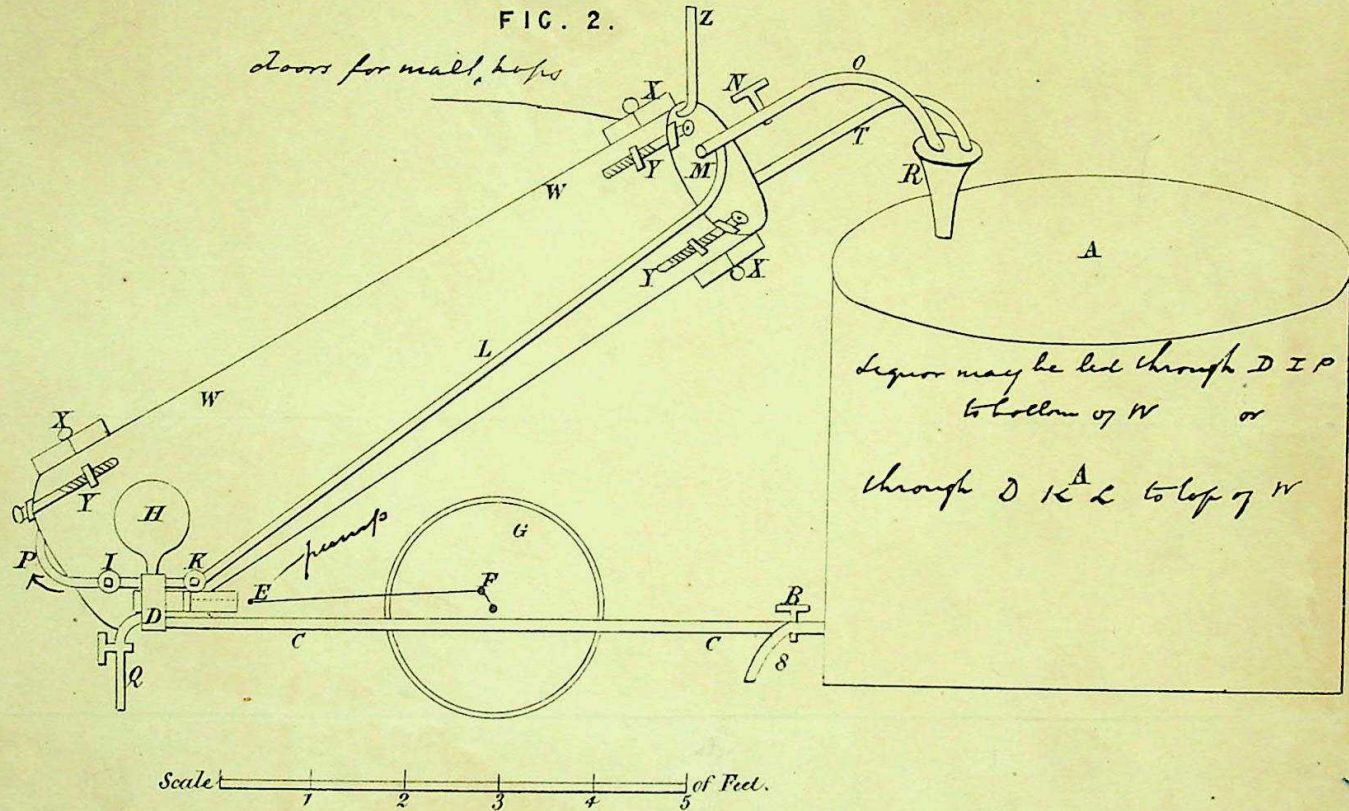 FIG. 2.
doors for malt, hops
Z
O
N
X
T
Y
M
R
W
A
Y
X
L
Liquor may be led through D I P
to bottom of W or
W
X
through D K L to top of W
A
Y
H
G
P
I
K
E
pump
F
B
D
C
C
S
Q
Scale
of Feet.
1 2 3 4 5